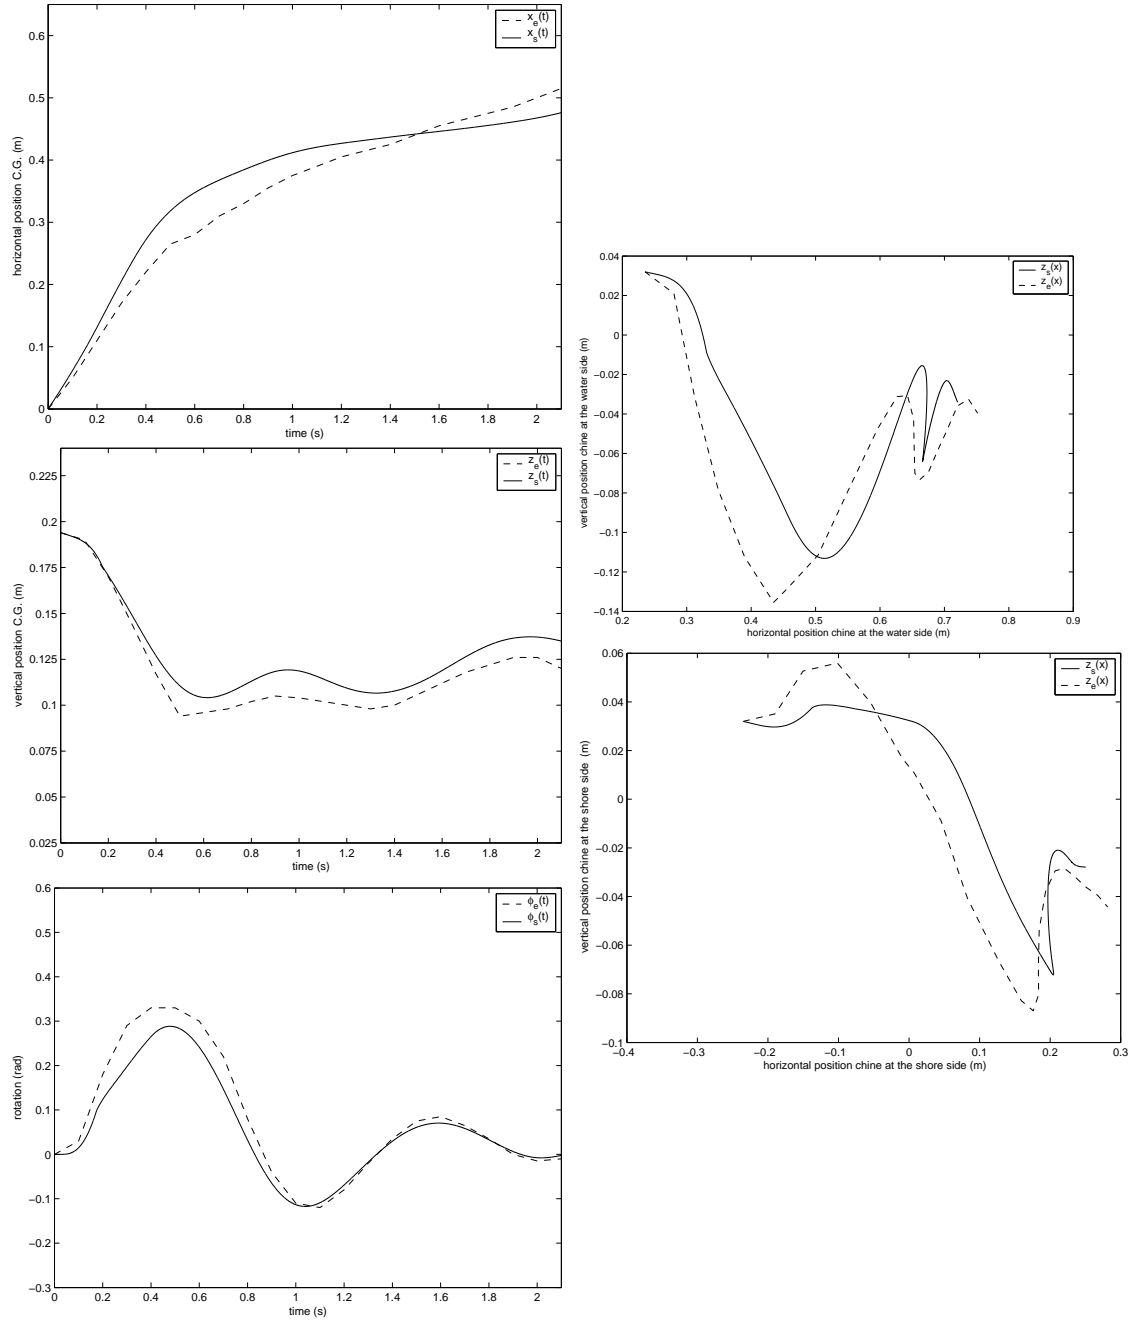 x_e(t)
x_s(t)
0.6
0.5
0.4
0.3
0.2
0.1
0
0 0.2 0.4 0.6 0.8 1 1.2 1.4 1.6 1.8 2
horizontal position C.G. (m)
time (s)
z_e(t)
z_s(t)
0.225
0.2
0.175
0.15
0.125
0.1
0.075
0.05
0.025
0 0.2 0.4 0.6 0.8 1 1.2 1.4 1.6 1.8 2
vertical position C.G. (m)
time (s)
ϕ_e(t)
ϕ_s(t)
0.6
0.5
0.4
0.3
0.2
0.1
0
−0.1
−0.2
−0.3
0 0.2 0.4 0.6 0.8 1 1.2 1.4 1.6 1.8 2
rotation (rad)
time (s)
z_s(x)
z_e(x)
0.04
0.02
0
−0.02
−0.04
−0.06
−0.08
−0.1
−0.12
−0.14
0.2 0.3 0.4 0.5 0.6 0.7 0.8 0.9
vertical position chine at the water side (m)
horizontal position chine at the water side (m)
z_s(x)
z_e(x)
0.06
0.04
0.02
0
−0.02
−0.04
−0.06
−0.08
−0.1
−0.4 −0.3 −0.2 −0.1 0 0.1 0.2 0.3
vertical position chine at the shore side (m)
horizontal position chine at the shore side (m)